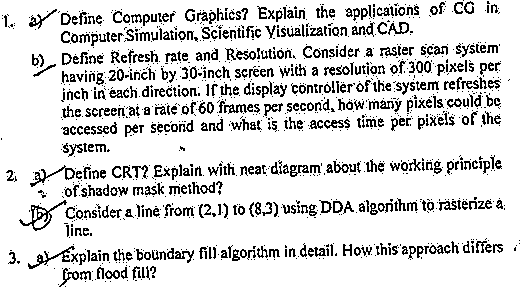 1. a) Define Computer Graphics? Explain the applications of CG in
Computer Simulation, Scientific Visualization and CAD.
b) Define Refresh rate and Resolution. Consider a raster scan system
having 20-inch by 30-inch screen with a resolution of 300 pixels per
inch in each direction. If the display controller of the system refreshes
the screen at a rate of 60 frames per second, how many pixels could be
accessed per second and what is the access time per pixels of the
system.
2. a) Define CRT? Explain with neat diagram about the working principle
of shadow mask method?
b) Consider a line from (2,1) to (8,3) using DDA algorithm to rasterize a
line.
3. a) Explain the boundary fill algorithm in detail. How this approach differs
from flood fill?